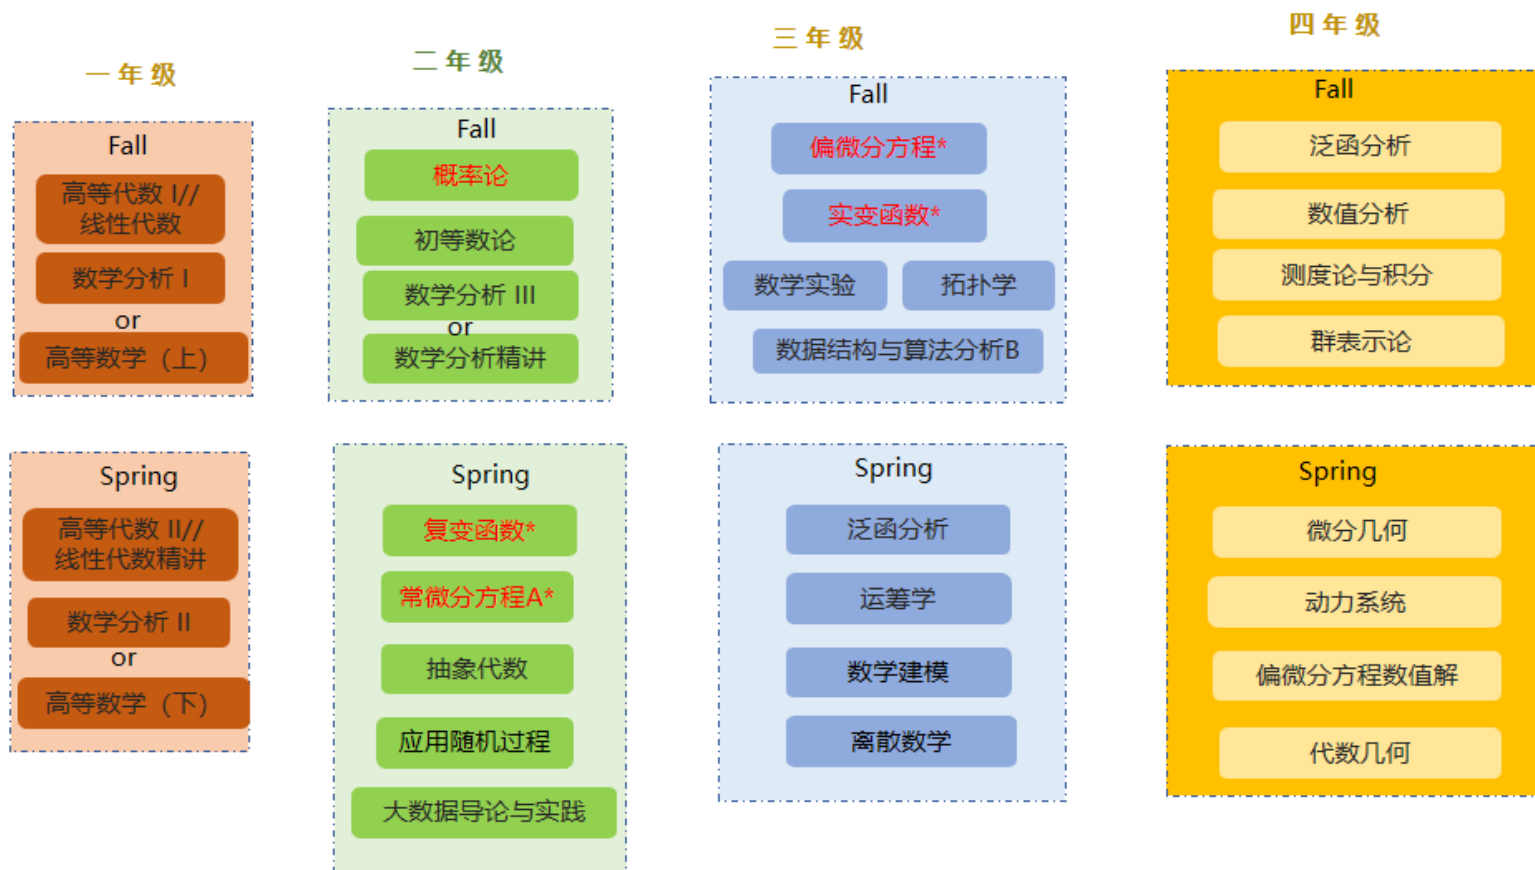 一 年 级
Fall
高等代数 I//
线性代数
数学分析 I
or
高等数学（上）
Spring
高等代数 II//
线性代数精讲
数学分析 II
or
高等数学（下）
二 年 级
Fall
概率论
初等数论
数学分析 III
or
数学分析精讲
Spring
复变函数*
常微分方程A*
抽象代数
应用随机过程
大数据导论与实践
三 年 级
Fall
偏微分方程*
实变函数*
数学实验
拓扑学
数据结构与算法分析B
Spring
泛函分析
运筹学
数学建模
离散数学
四 年 级
Fall
泛函分析
数值分析
测度论与积分
群表示论
Spring
微分几何
动力系统
偏微分方程数值解
代数几何